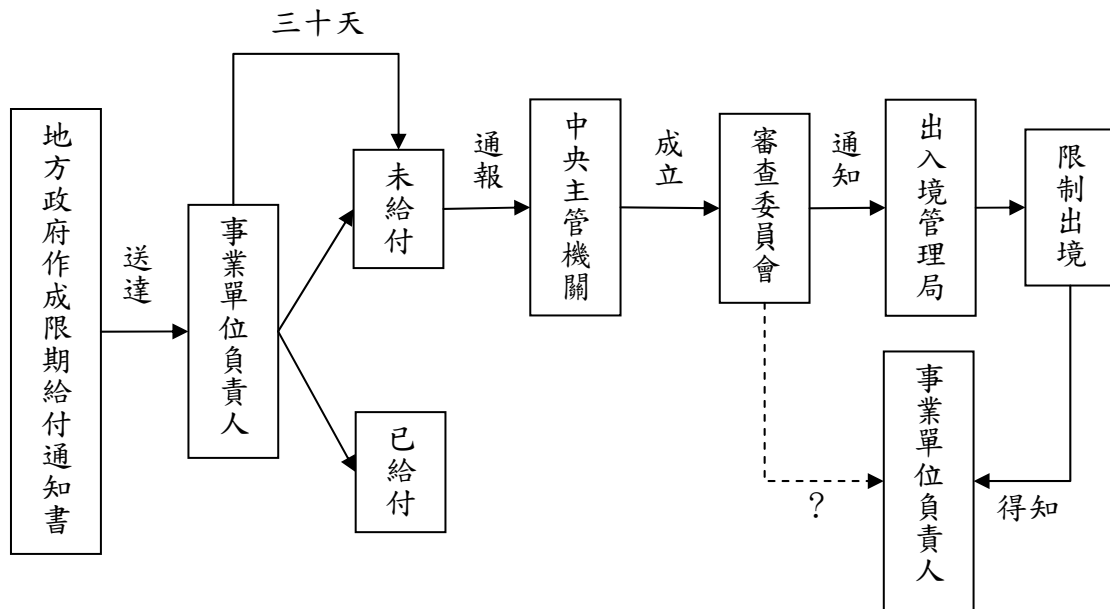 三十天
地方政府作成限期給付通知書
送達
事業單位負責人
未給付
已給付
通報
中央主管機關
成立
審查委員會
通知
出入境管理局
限制出境
？
事業單位負責人
得知